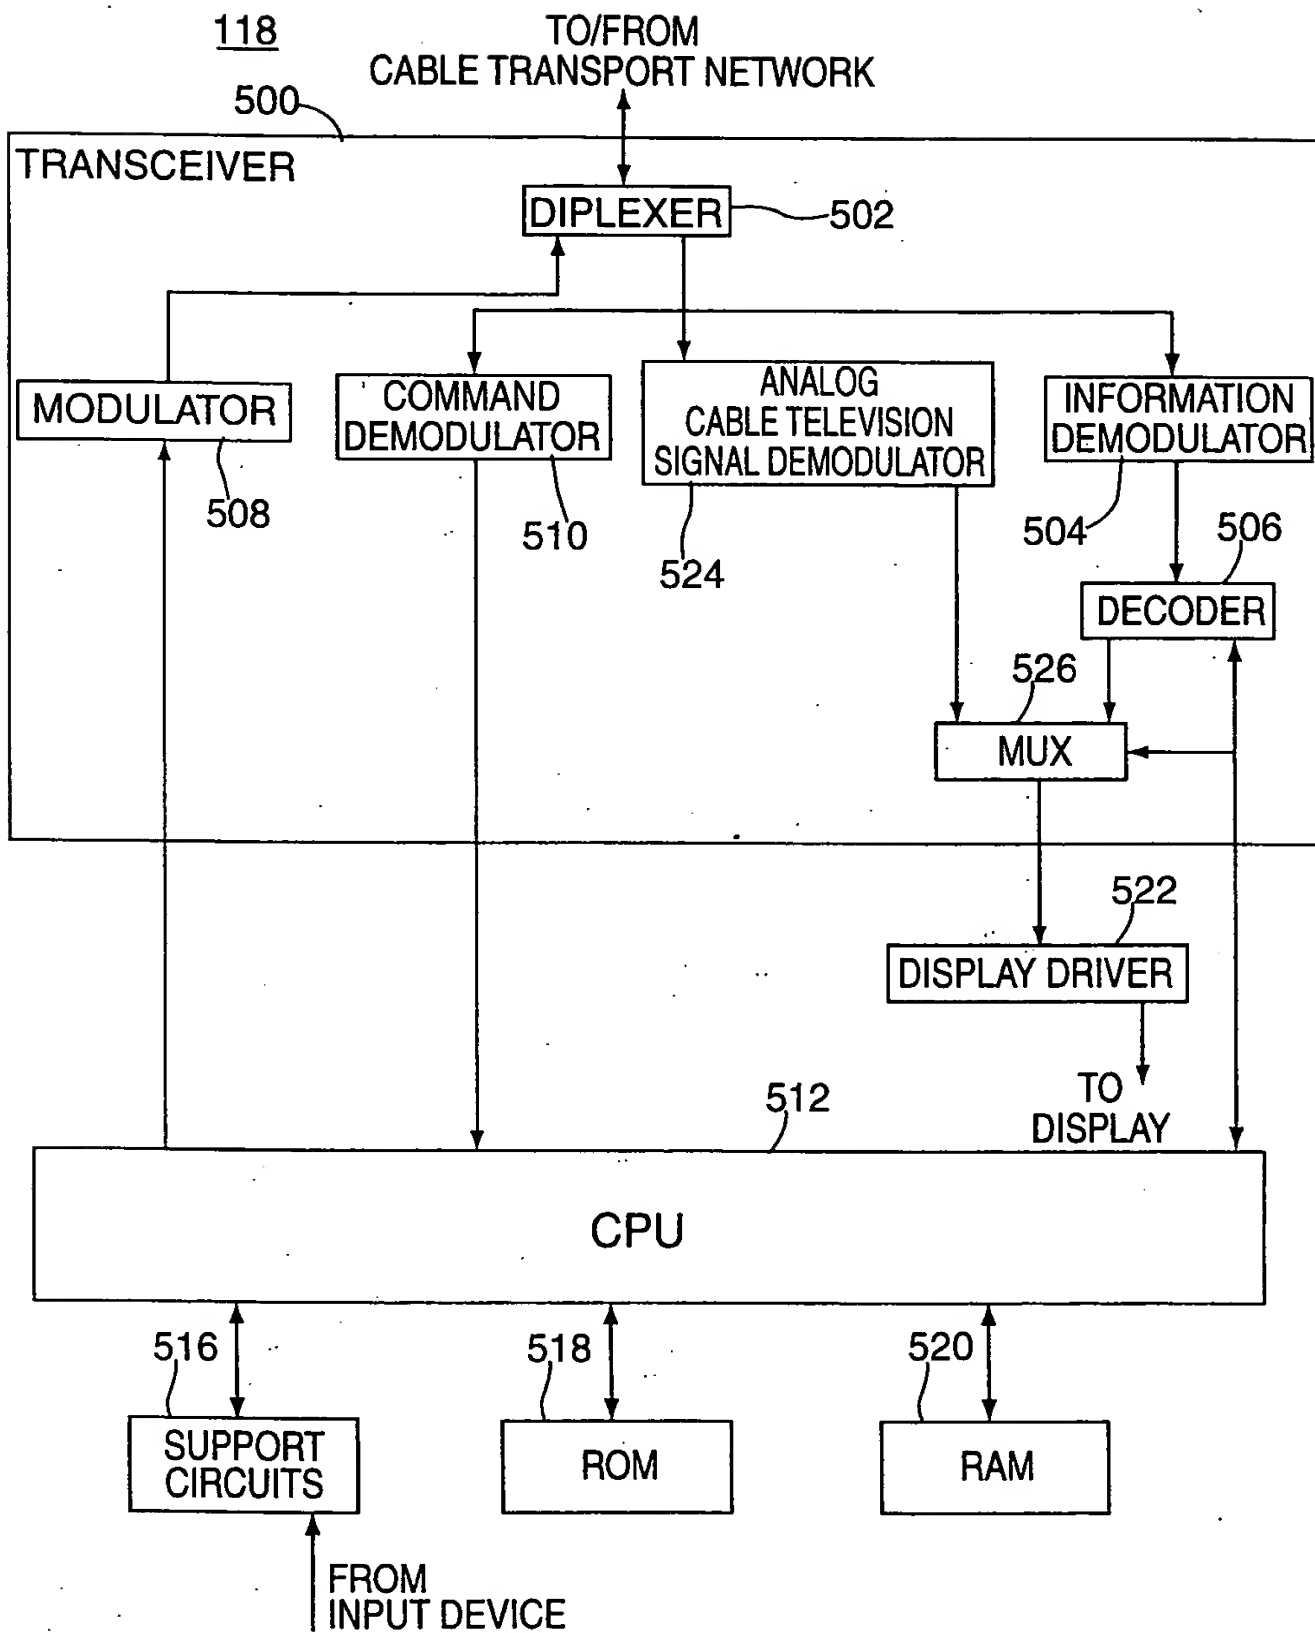 118
TO/FROM
CABLE TRANSPORT NETWORK
500
TRANSCEIVER
DIPLEXER
502
MODULATOR
508
COMMAND
DEMODULATOR
510
ANALOG
CABLE TELEVISION
SIGNAL DEMODULATOR
524
INFORMATION
DEMODULATOR
504
506
DECODER
526
MUX
522
DISPLAY DRIVER
TO
DISPLAY
512
CPU
516
SUPPORT
CIRCUITS
518
ROM
520
RAM
FROM
INPUT DEVICE